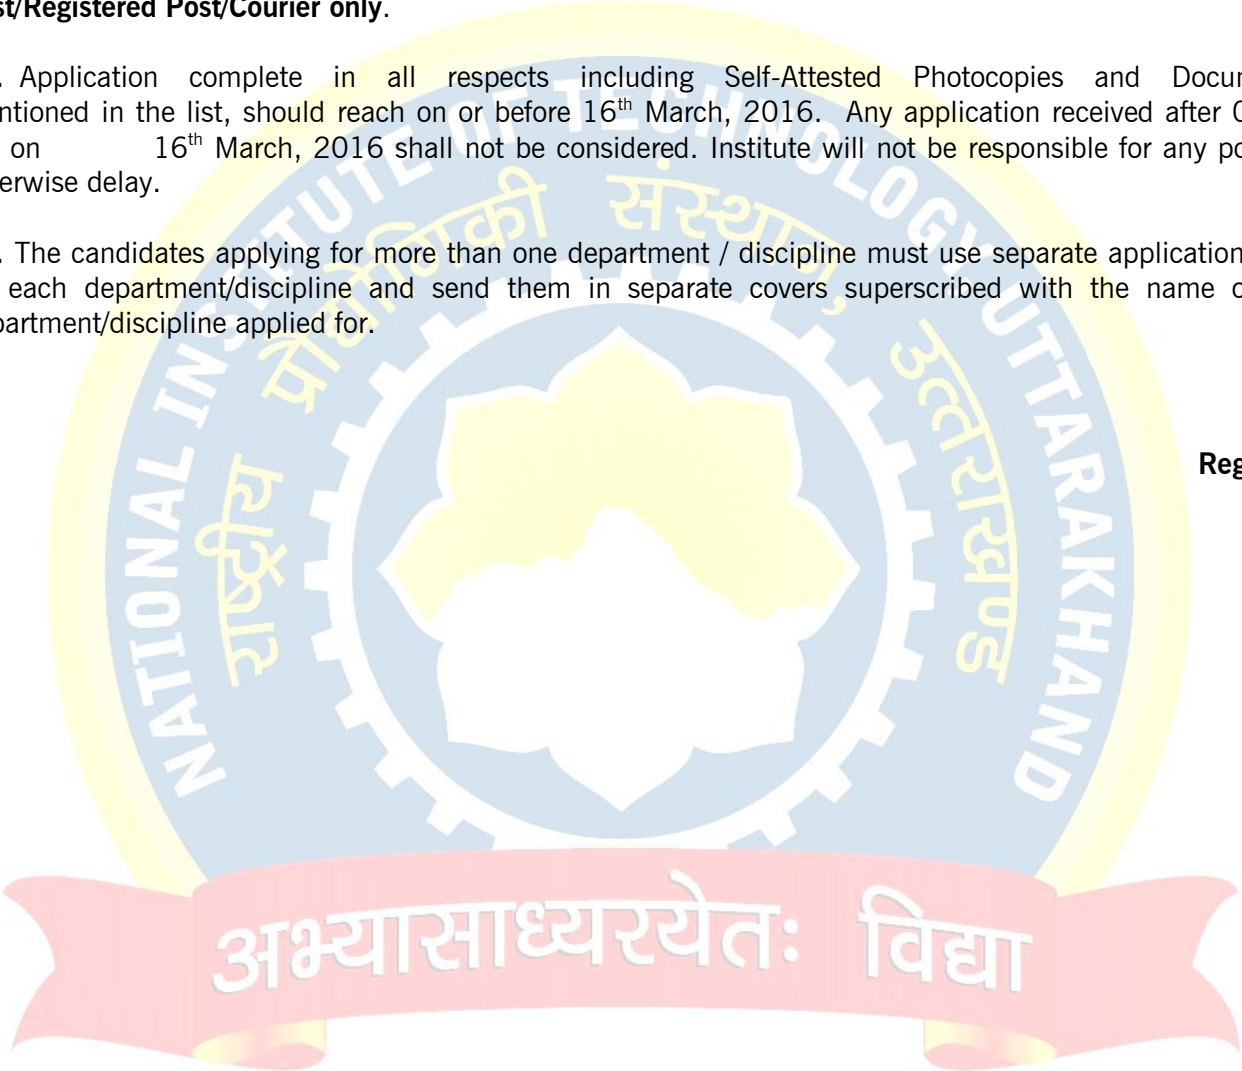 st/Registered Post/Courier only.
. Application complete in all respects including Self-Attested Photocopies and Docum
ntioned in the list, should reach on or before 16th March, 2016. Any application received after 0
on 16th March, 2016 shall not be considered. Institute will not be responsible for any po
erwise delay.
. The candidates applying for more than one department / discipline must use separate application
each department/discipline and send them in separate covers superscribed with the name o
partment/discipline applied for.
Reg
NATIONAL INSTITUTE OF TECHNOLOGY UTTARAKHAND
राष्ट्रीय प्रौद्योगिकी संस्थान, उत्तराखण्ड
अभ्यासाध्यरयेतः विद्या